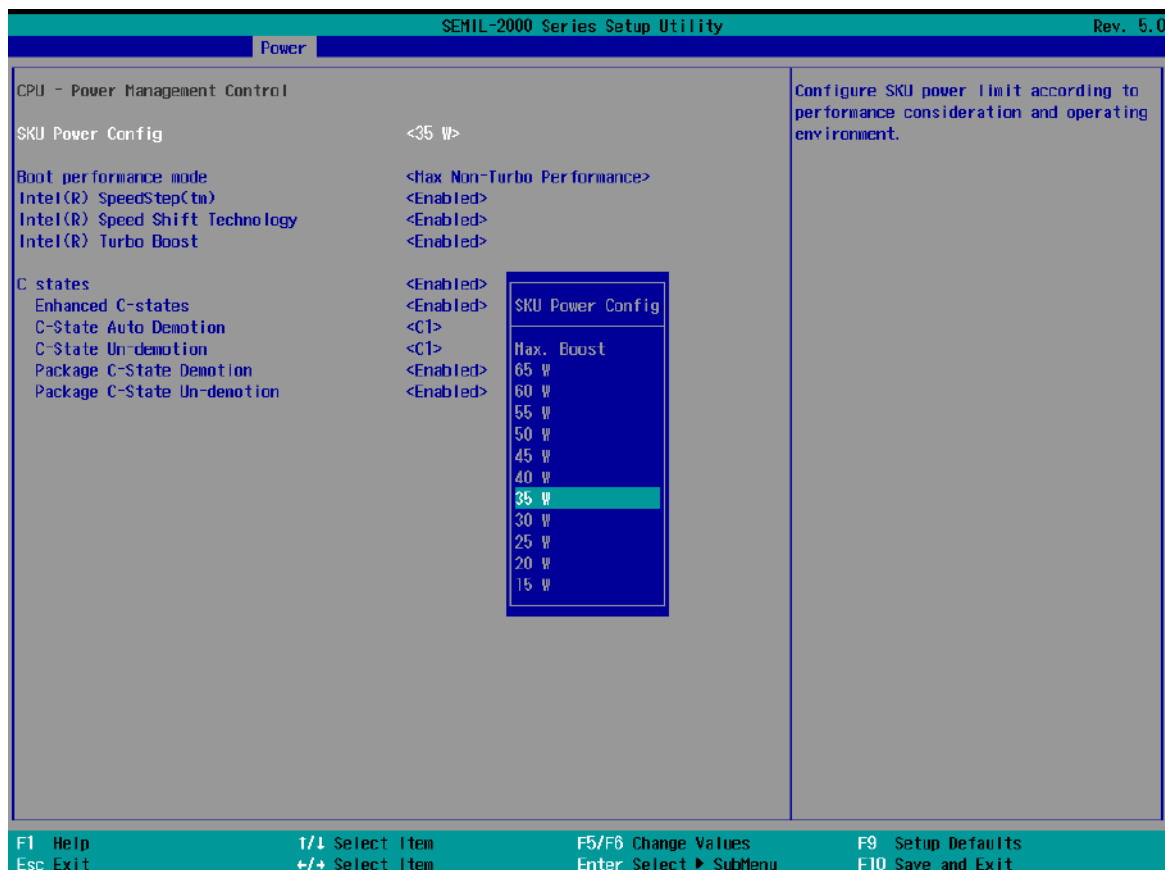 SEMIL-2000 Series Setup Utility Rev. 5.0
Power
CPU - Power Management Control
SKU Power Config <35 W>
Boot performance mode <Max Non-Turbo Performance>
Intel(R) SpeedStep(tm) <Enabled>
Intel(R) Speed Shift Technology <Enabled>
Intel(R) Turbo Boost <Enabled>
C states <Enabled>
Enhanced C-states <Enabled>
C-State Auto Demotion <C1>
C-State Un-demotion <C1>
Package C-State Demotion <Enabled>
Package C-State Un-demotion <Enabled>
SKU Power Config
Max. Boost
65 W
60 W
55 W
50 W
45 W
40 W
35 W
30 W
25 W
20 W
15 W
Configure SKU power limit according to
performance consideration and operating
environment.
F1 Help ↑/↓ Select Item F5/F6 Change Values F9 Setup Defaults
Esc Exit ←/→ Select Item Enter Select ▶ SubMenu F10 Save and Exit